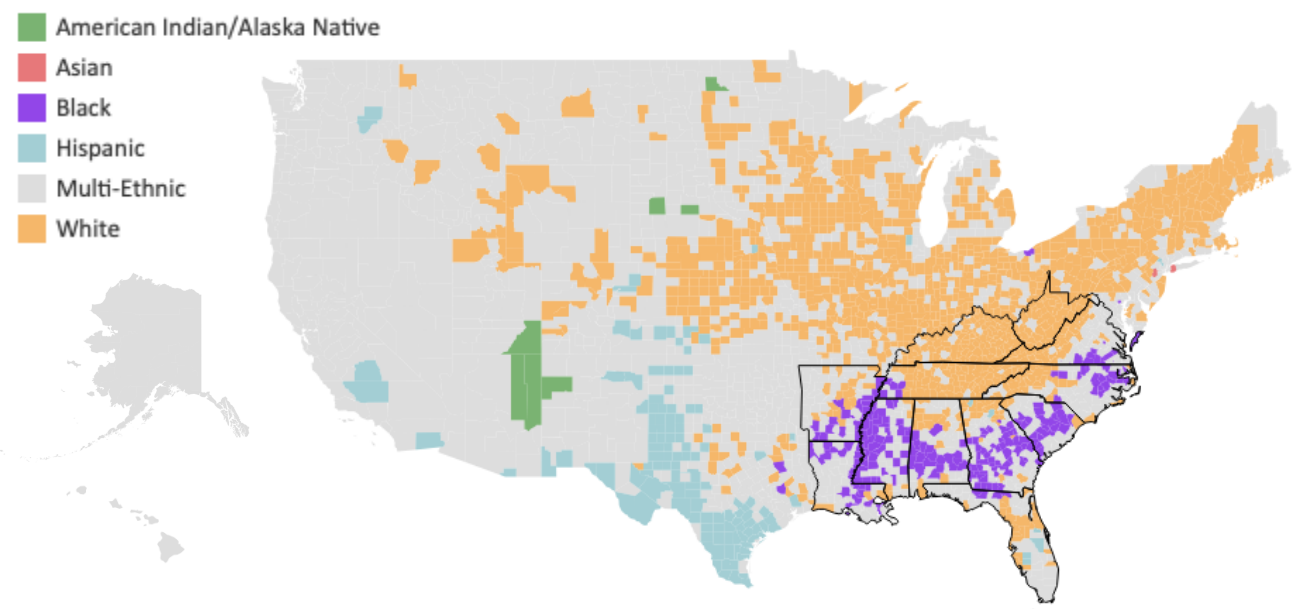 American Indian/Alaska Native
Asian
Black
Hispanic
Multi-Ethnic
White